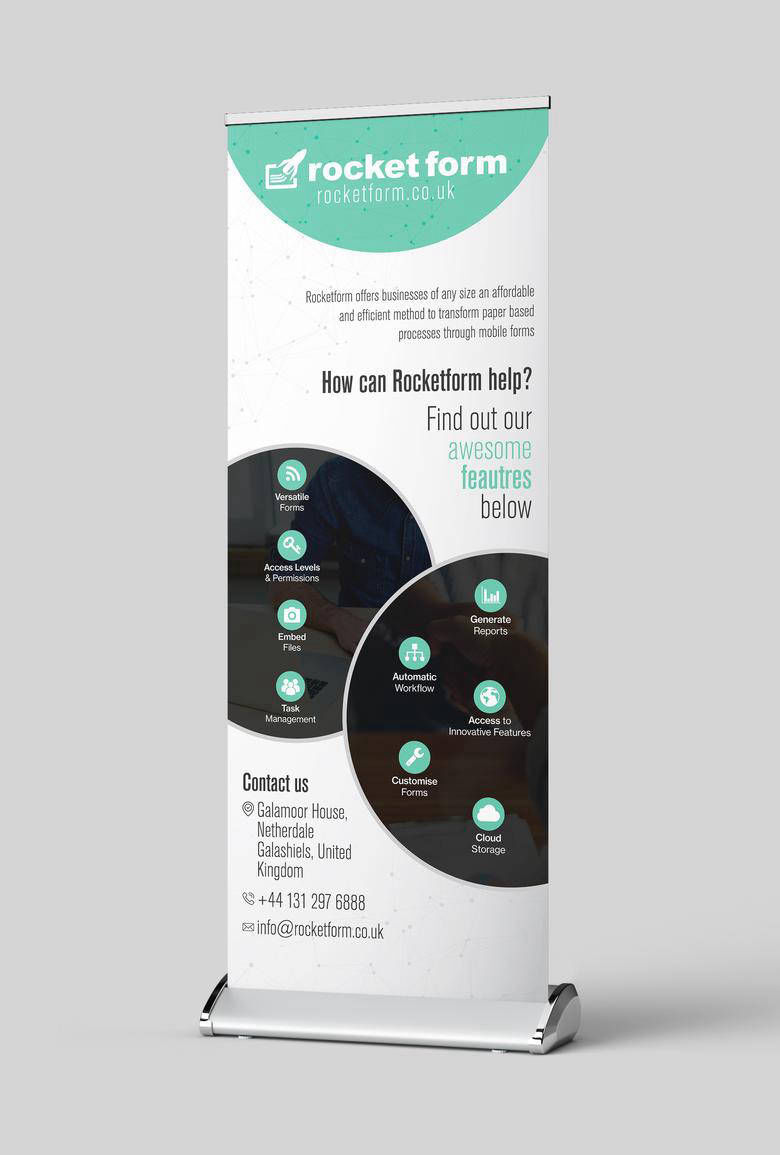 rocket form
rocketform.co.uk
Rocketform offers businesses of any size an affordable
and efficient method to transform paper based
processes through mobile forms
How can Rocketform help?
Find out our
awesome
feautres
below
Versatile
Forms
Access Levels
& Permissions
Embed
Files
Task
Management
Generate
Reports
Automatic
Workflow
Access to
Innovative Features
Customise
Forms
Cloud
Storage
Contact us
Galamoor House,
Netherdale
Galashiels, United
Kingdom
+44 131 297 6888
info@rocketform.co.uk